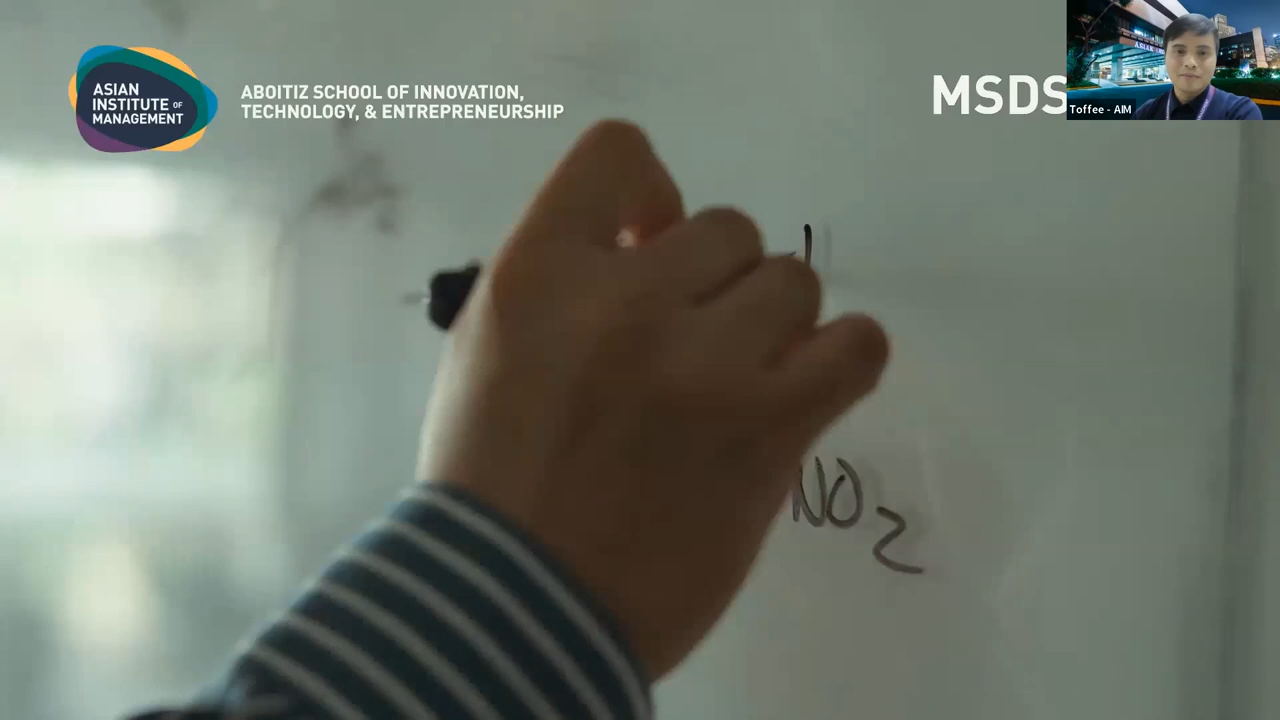 ASIAN
INSTITUTE OF
MANAGEMENT
ABOITIZ SCHOOL OF INNOVATION,
TECHNOLOGY, & ENTREPRENEURSHIP
MSDS
Toffee - AIM
NO₂